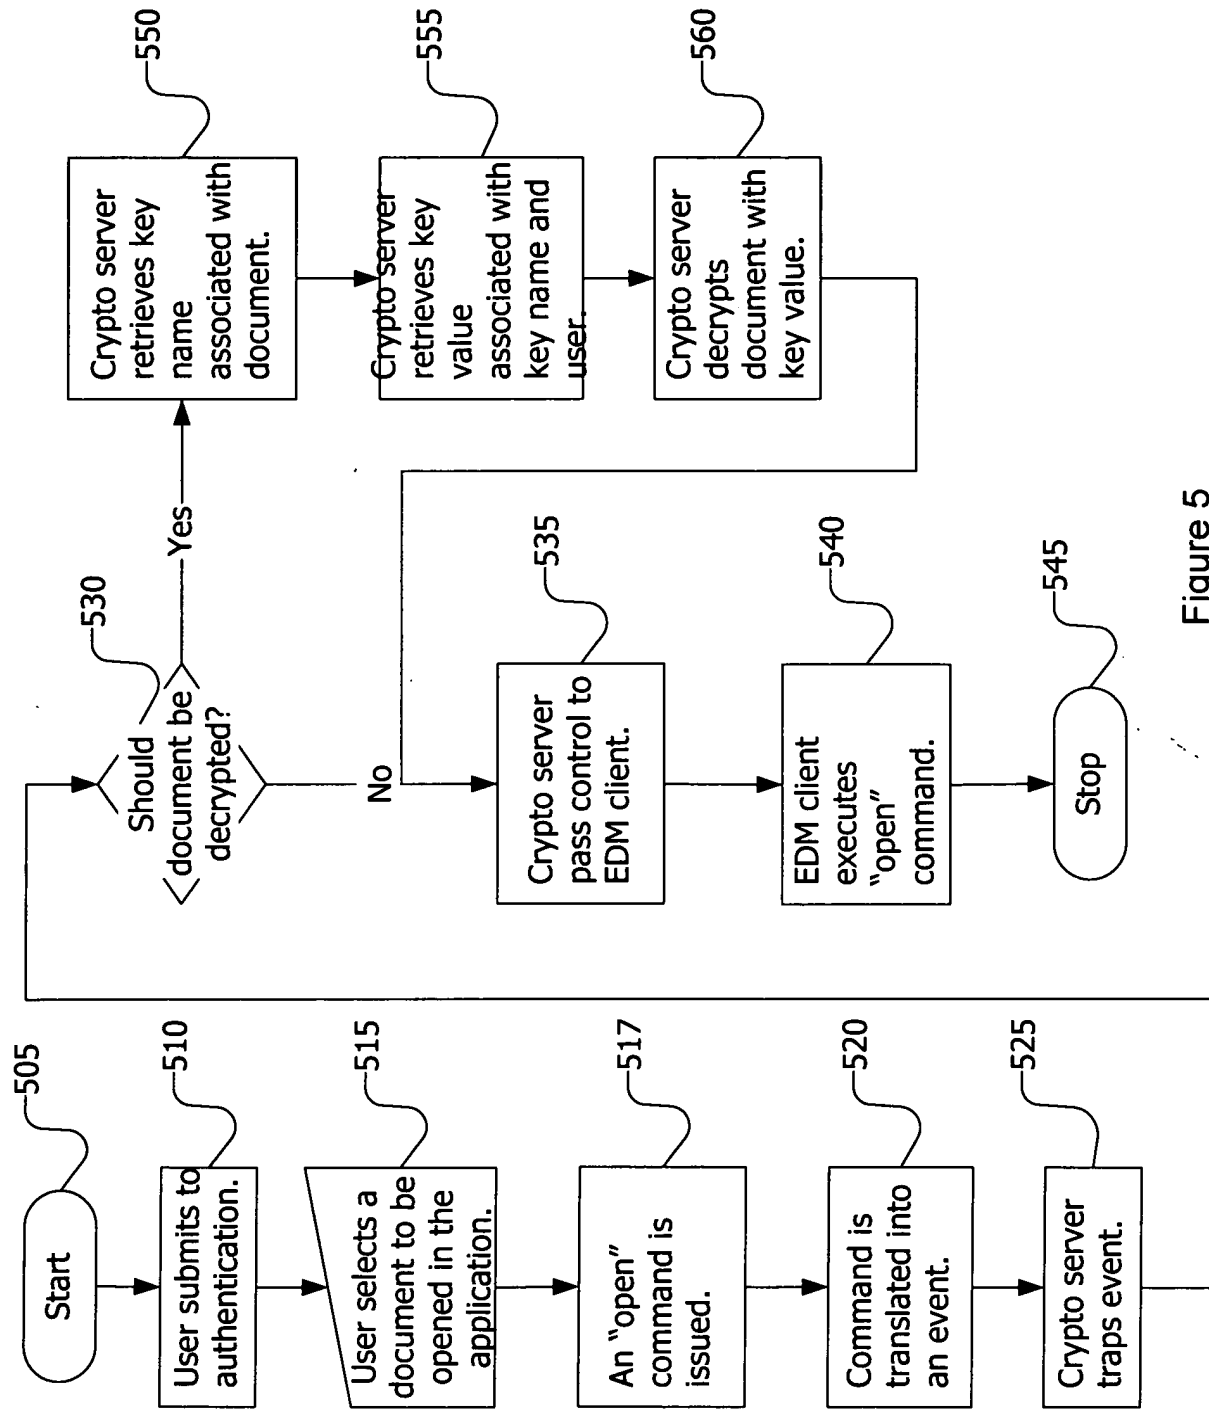 505
Start
510
User submits to
authentication.
515
User selects a
document to be
opened in the
application.
517
An “open”
command is
issued.
520
Command is
translated into
an event.
525
Crypto server
traps event.
530
Should
document be
decrypted?
Yes
No
535
Crypto server
pass control to
EDM client.
540
EDM client
executes
“open”
command.
545
Stop
550
Crypto server
retrieves key
name
associated with
document.
555
Crypto server
retrieves key
value
associated with
key name and
user.
560
Crypto server
decrypts
document with
key value.
Figure 5